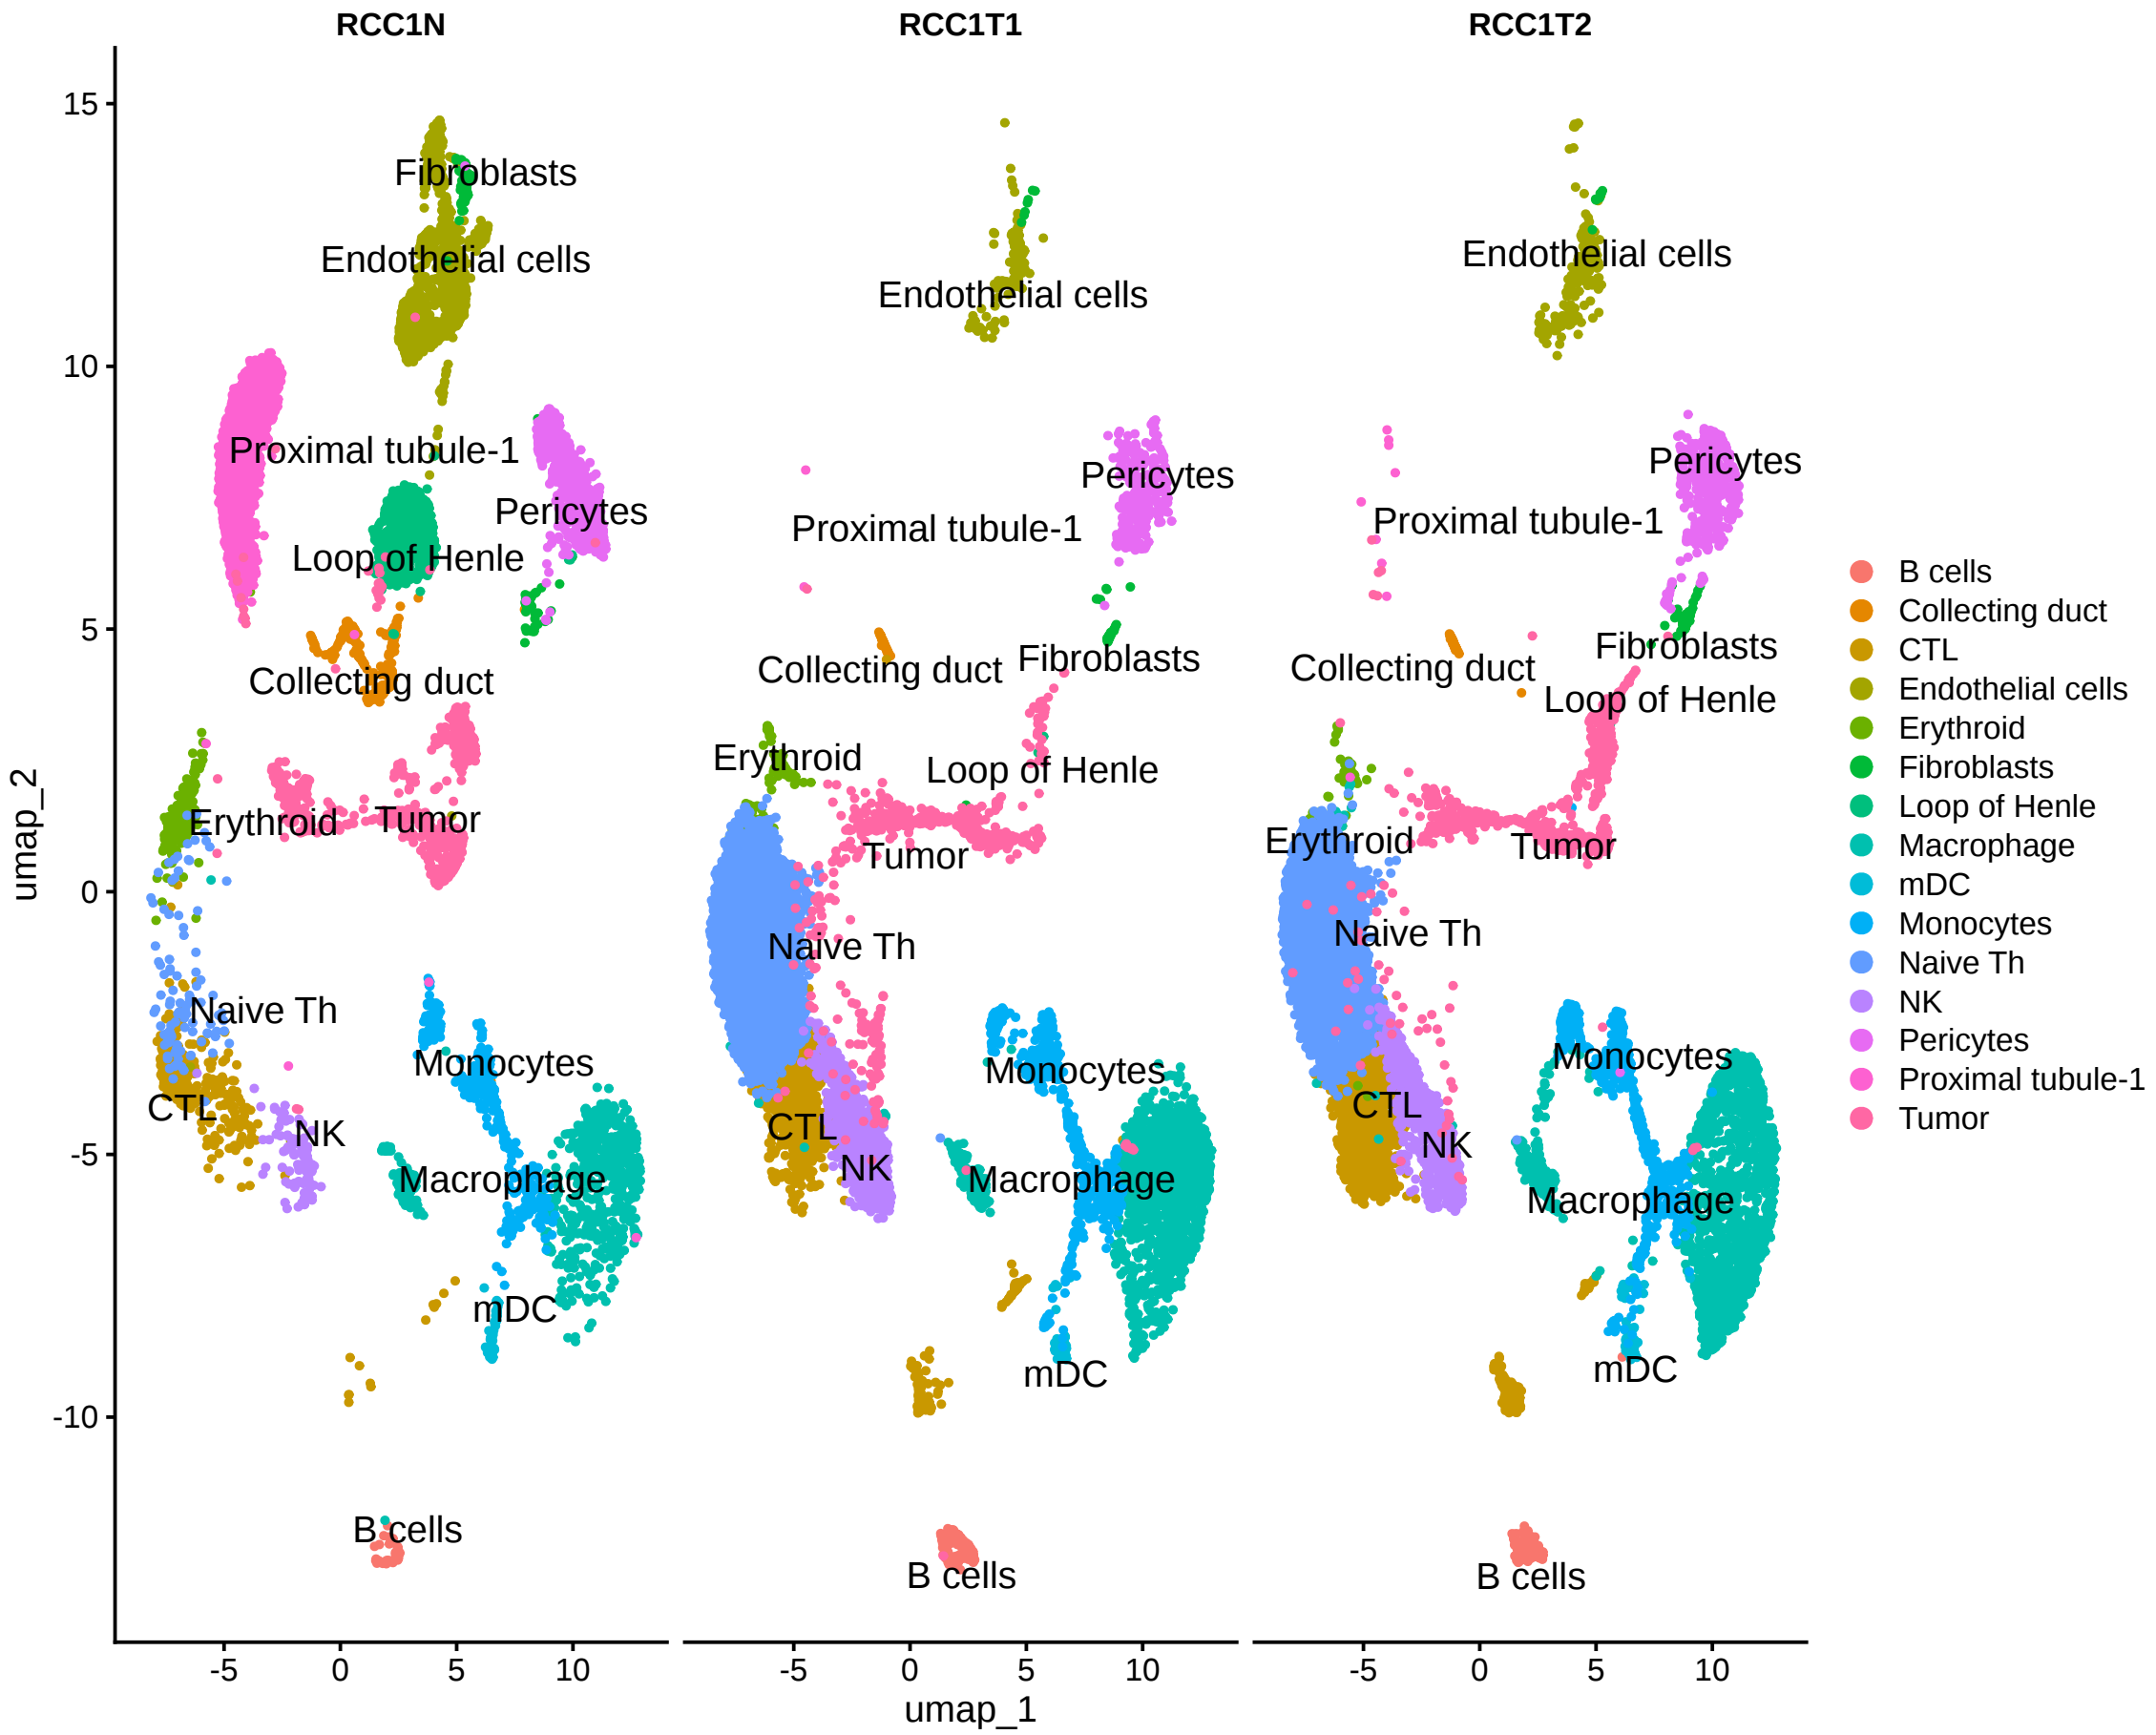 RCC1N
RCC1T1
RCC1T2
umap_2
15
10
5
0
-5
-10
Fibroblasts
Endothelial cells
Proximal tubule-1
Pericytes
Loop of Henle
Collecting duct
Erythroid
Tumor
Naive Th
Monocytes
CTL
NK
Macrophage
mDC
B cells
Endothelial cells
Pericytes
Proximal tubule-1
Fibroblasts
Collecting duct
Erythroid
Loop of Henle
Tumor
Naive Th
Monocytes
CTL
NK
Macrophage
mDC
B cells
Endothelial cells
Pericytes
Proximal tubule-1
Fibroblasts
Collecting duct
Loop of Henle
Erythroid
Tumor
Naive Th
Monocytes
CTL
NK
Macrophage
mDC
B cells
-5 0 5 10
-5 0 5 10
-5 0 5 10
umap_1
B cells
Collecting duct
CTL
Endothelial cells
Erythroid
Fibroblasts
Loop of Henle
Macrophage
mDC
Monocytes
Naive Th
NK
Pericytes
Proximal tubule-1
Tumor